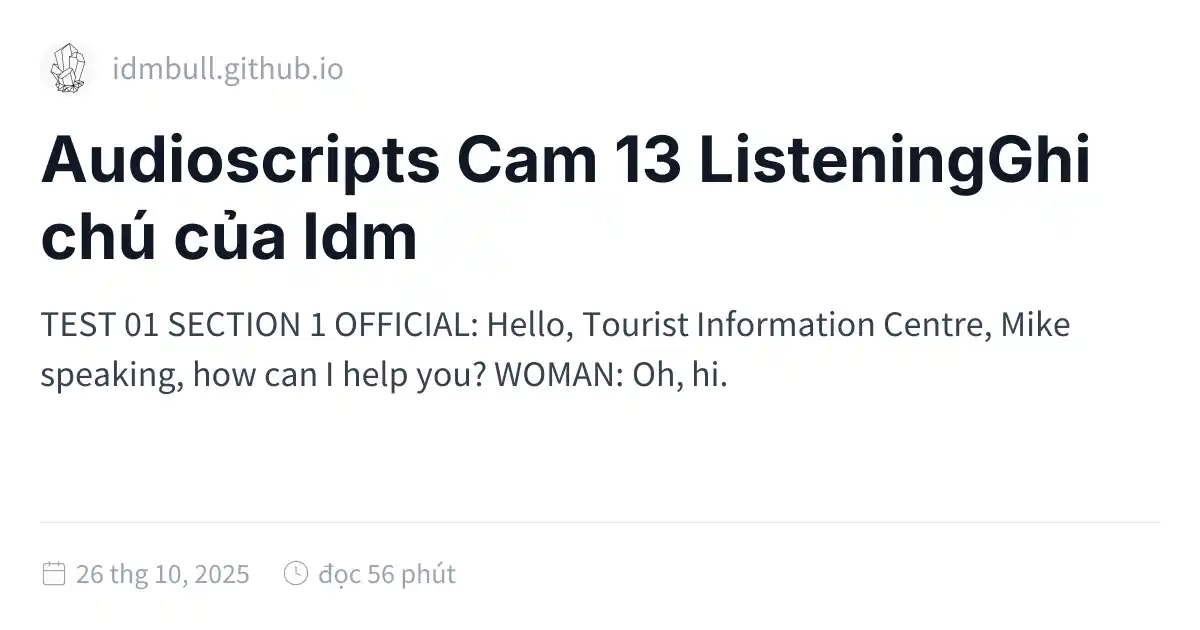 idmbull.github.io
Audioscripts Cam 13 ListeningGhi
chú của Idm
TEST 01 SECTION 1 OFFICIAL: Hello, Tourist Information Centre, Mike
speaking, how can I help you? WOMAN: Oh, hi.
26 thg 10, 2025 đọc 56 phút